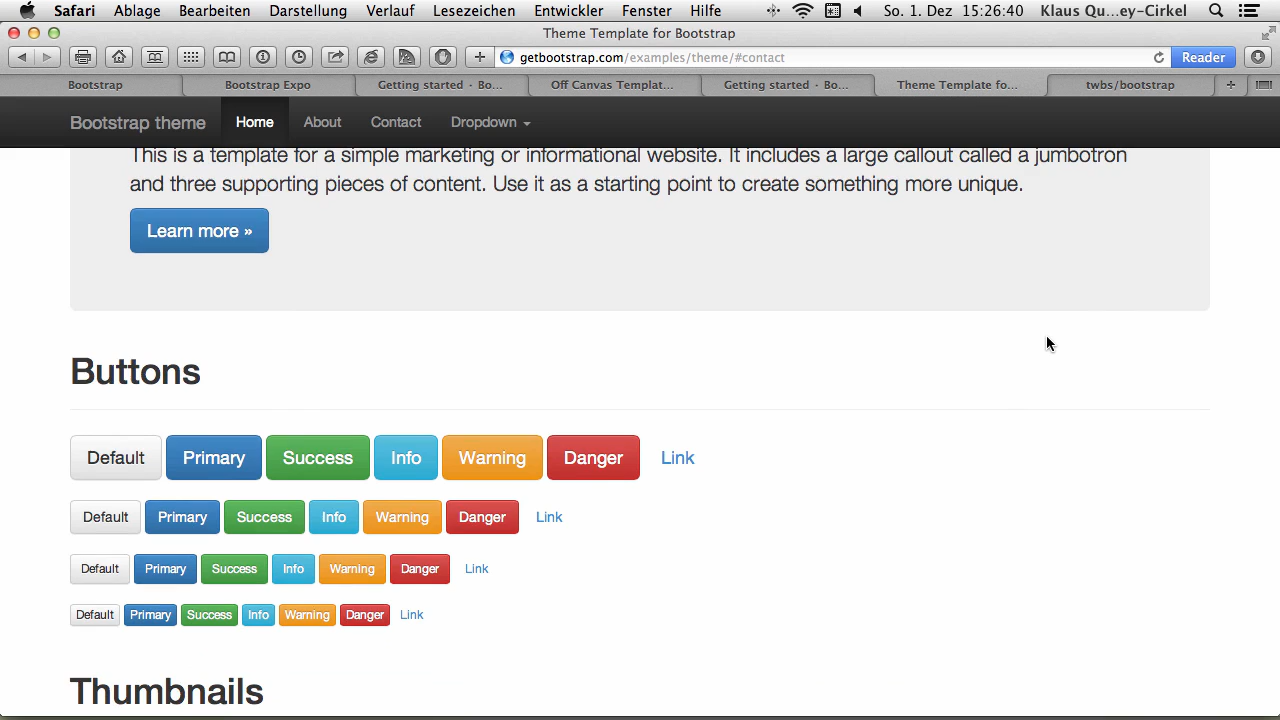 Safari Ablage Bearbeiten Darstellung Verlauf Lesezeichen Entwickler Fenster Hilfe So. 1. Dez 15:26:40 Klaus Qu...ey-Cirkel
Theme Template for Bootstrap
getbootstrap.com/examples/theme/#contact Reader
Bootstrap Bootstrap Expo Getting started - Bo... Off Canvas Templat... Getting started - Bo... Theme Template fo... twbs/bootstrap
Bootstrap theme Home About Contact Dropdown
This is a template for a simple marketing or informational website. It includes a large callout called a jumbotron
and three supporting pieces of content. Use it as a starting point to create something more unique.
Learn more »
Buttons
Default Primary Success Info Warning Danger Link
Default Primary Success Info Warning Danger Link
Default Primary Success Info Warning Danger Link
Default Primary Success Info Warning Danger Link
Thumbnails